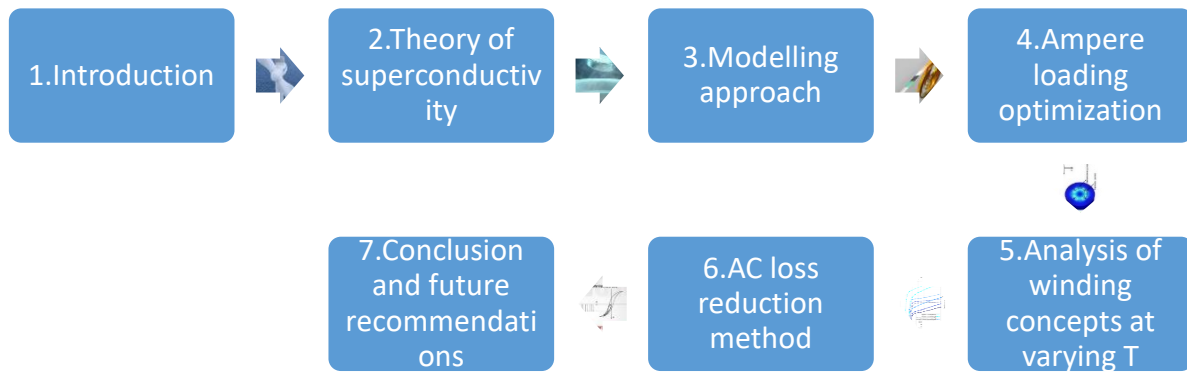 1.Introduction
2.Theory of
superconductiv
ity
3.Modelling
approach
4.Ampere
loading
optimization
5.Analysis of
winding
concepts at
varying T
6.AC loss
reduction
method
7.Conclusion
and future
recommendati
ons